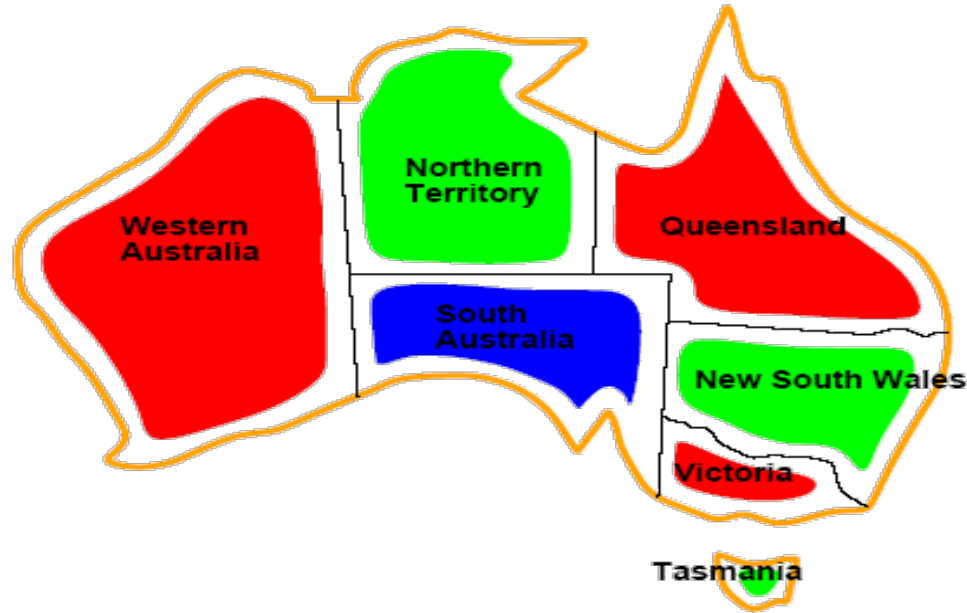 Northern
Territory
Western
Australia
Queensland
South
Australia
New South Wales
Victoria
Tasmania